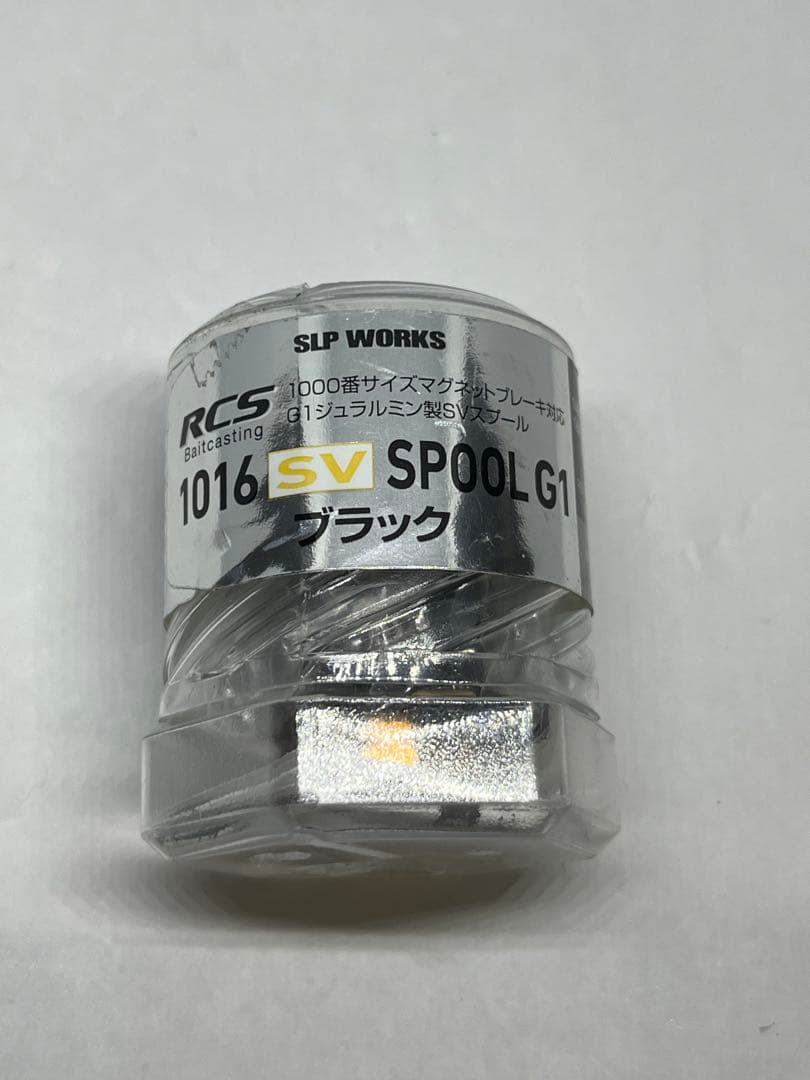 SLP WORKS
RCS
Baitcasting
1000番サイズマグネットブレーキ対応
G1ジュラルミン製SVスプール
1016 SV SPOOL G1
ブラック